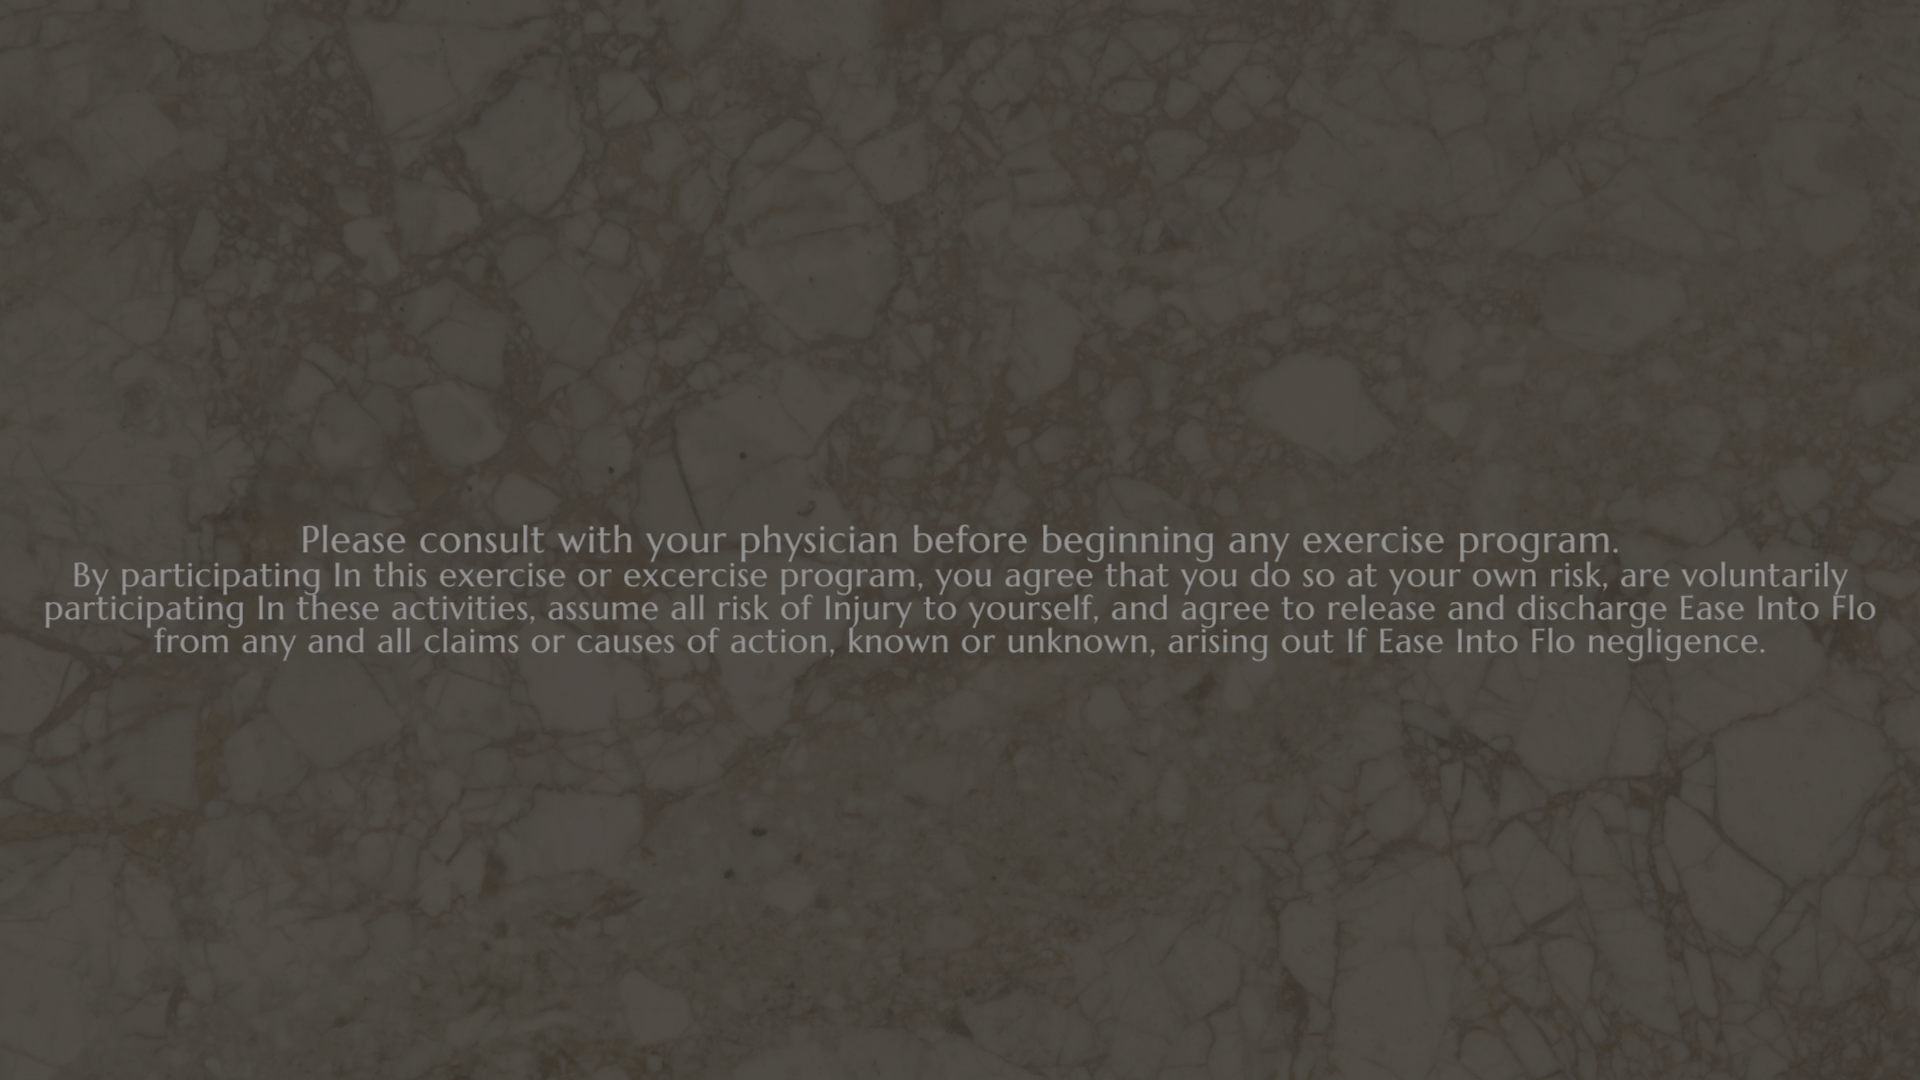 Please consult with your physician before beginning any exercise program.
By participating In this exercise or excercise program, you agree that you do so at your own risk, are voluntarily
participating In these activities, assume all risk of Injury to yourself, and agree to release and discharge Ease Into Flo
from any and all claims or causes of action, known or unknown, arising out If Ease Into Flo negligence.